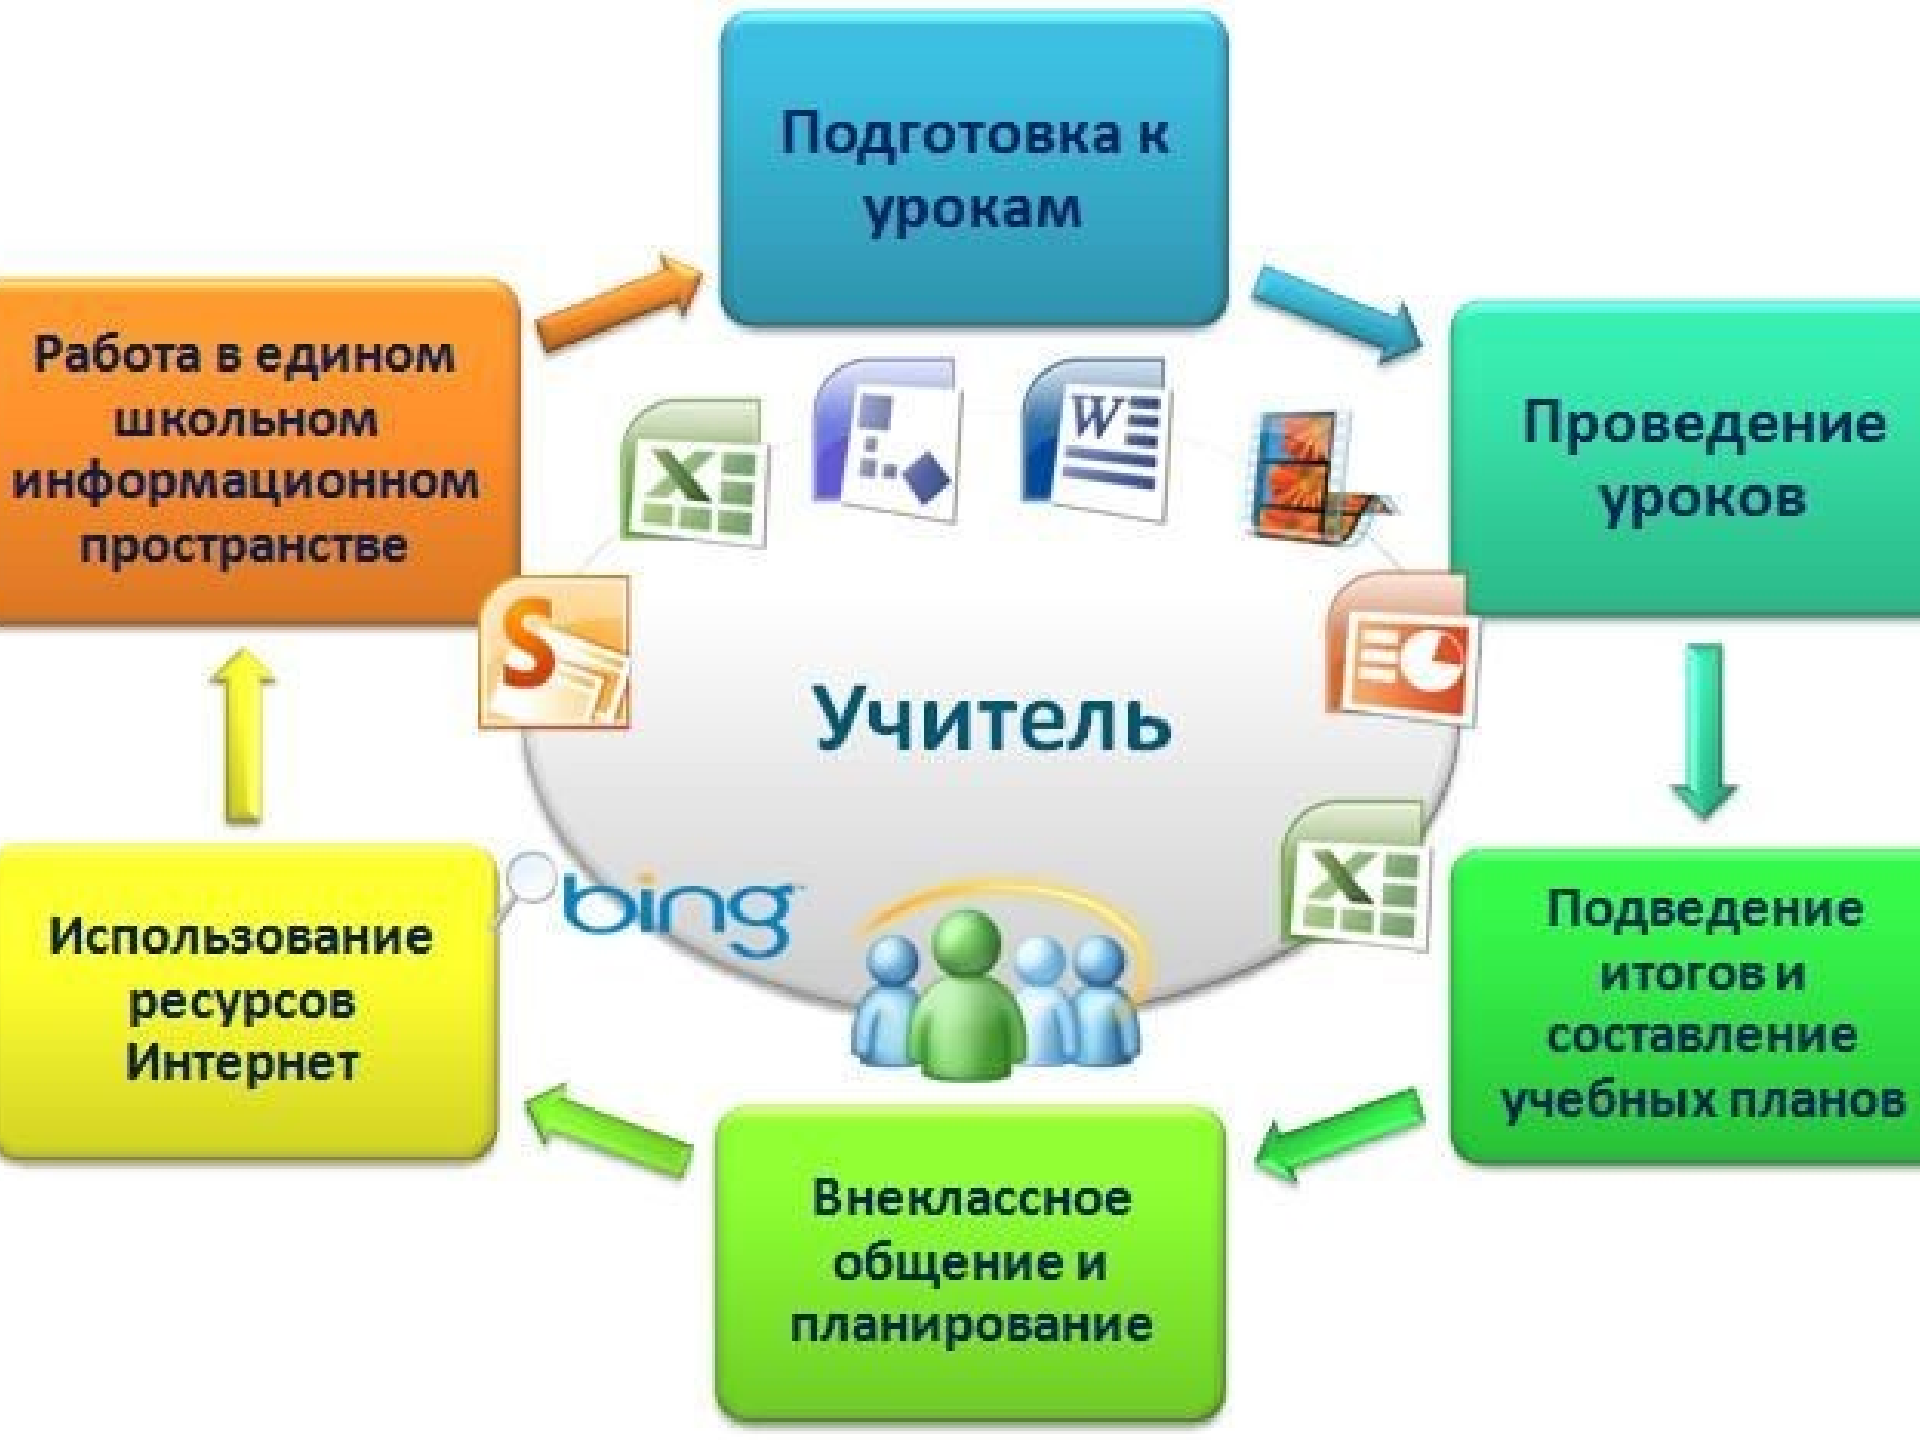 Подготовка к
урокам
Работа в едином
школьном
информационном
пространстве
Проведение
уроков
W
X
S
Учитель
X
bing
Использование
ресурсов
Интернет
Подведение
итогов и
составление
учебных планов
Внеклассное
общение и
планирование